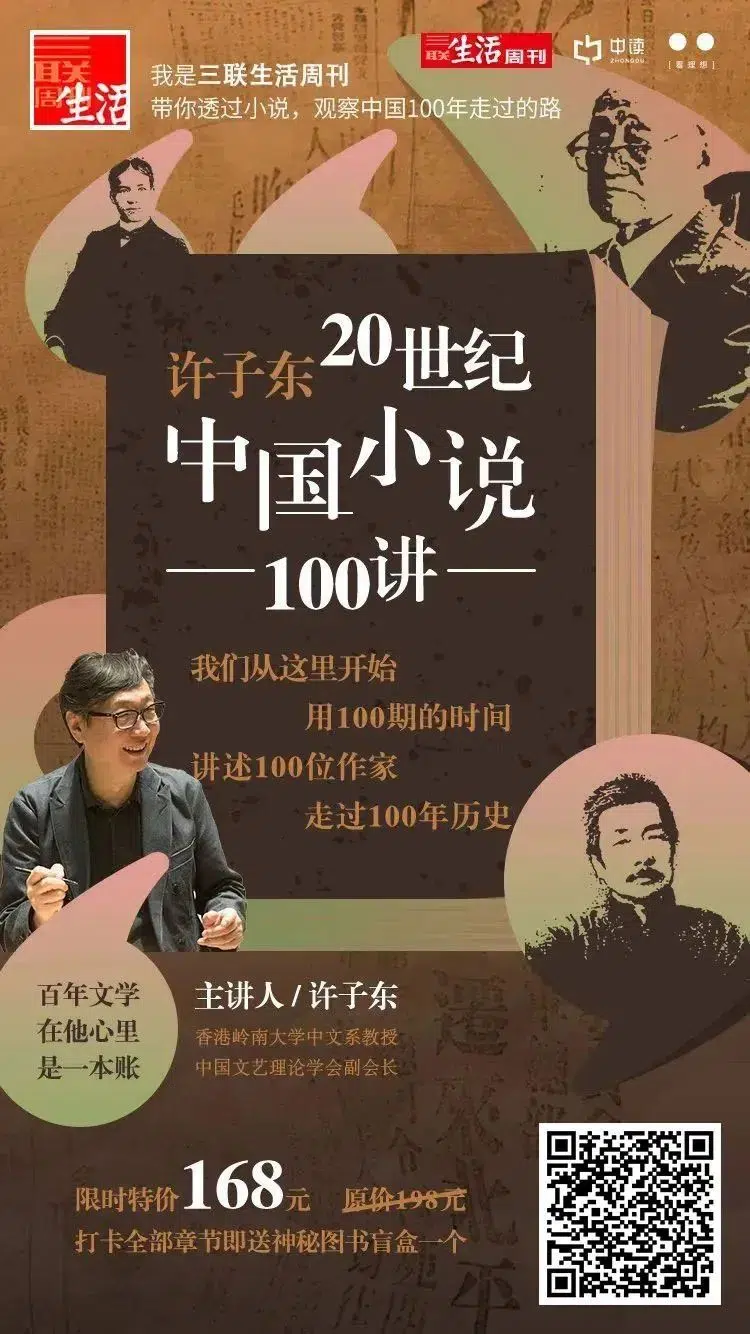 三联生活周刊
我是三联生活周刊
带你透过小说，观察中国100年走过的路
三联生活周刊
中读
ZHONGDU
[看理想]
许子东
20世纪
中国小说
100讲
我们从这里开始
用100期的时间
讲述100位作家
走过100年历史
百年文学
在他心里
是一本账
主讲人 / 许子东
香港岭南大学中文系教授
中国文艺理论学会副会长
限时特价168元 原价198元
打卡全部章节即送神秘图书盲盒一个